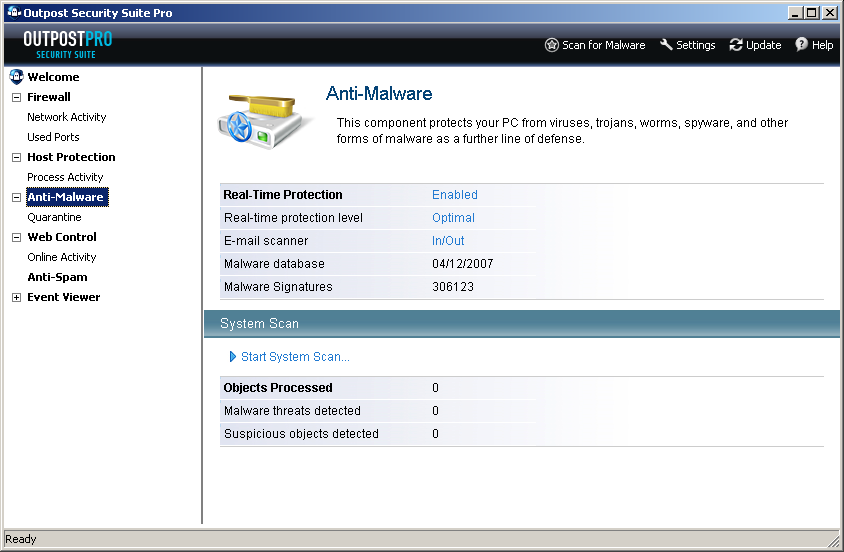 Outpost Security Suite Pro
OUTPOSTPRO
SECURITY SUITE
Scan for Malware Settings Update Help
Welcome
Firewall
Network Activity
Used Ports
Host Protection
Process Activity
Anti-Malware
Quarantine
Web Control
Online Activity
Anti-Spam
Event Viewer
Anti-Malware
This component protects your PC from viruses, trojans, worms, spyware, and other
forms of malware as a further line of defense.
Real-Time Protection Enabled
Real-time protection level Optimal
E-mail scanner In/Out
Malware database 04/12/2007
Malware Signatures 306123
System Scan
Start System Scan...
Objects Processed 0
Malware threats detected 0
Suspicious objects detected 0
Ready